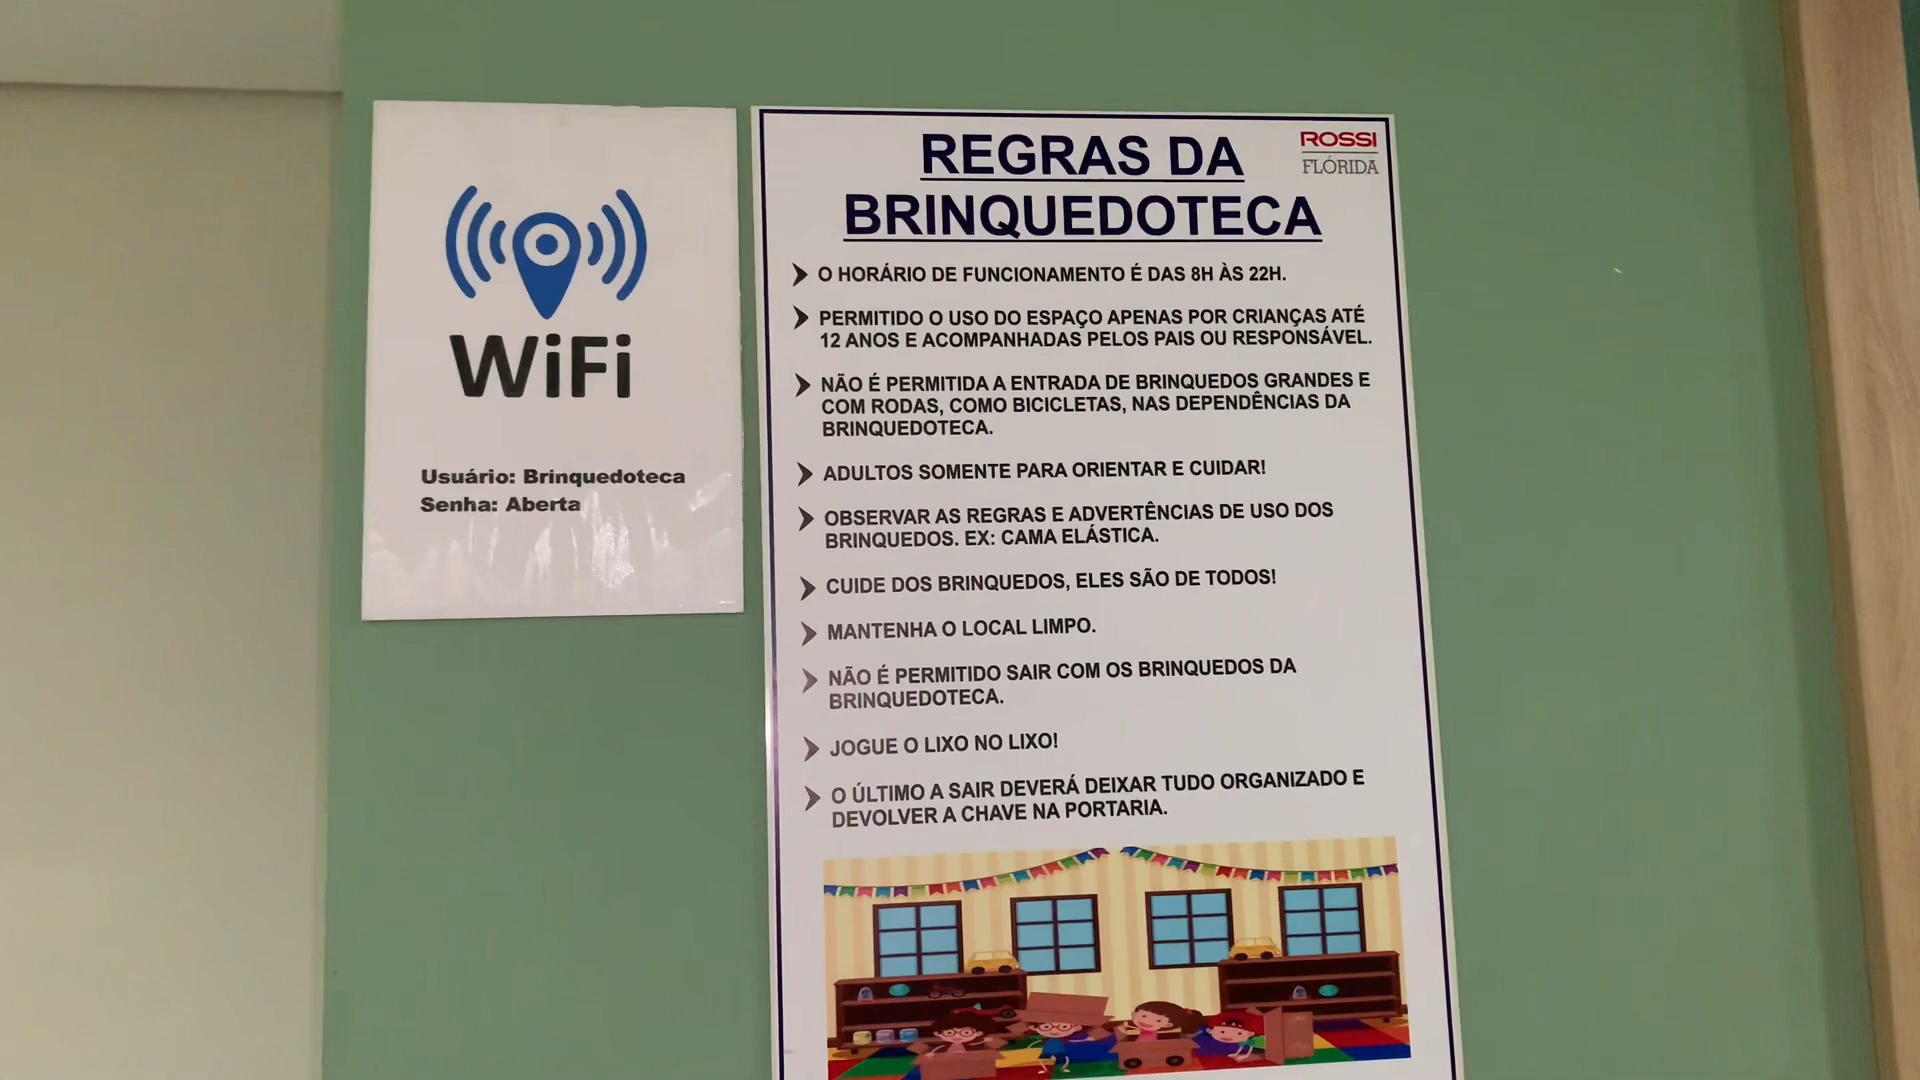 WiFi
Usuário: Brinquedoteca
Senha: Aberta
ROSSI
FLÓRIDA
REGRAS DA
BRINQUEDOTECA
O HORÁRIO DE FUNCIONAMENTO É DAS 8H ÀS 22H.
PERMITIDO O USO DO ESPAÇO APENAS POR CRIANÇAS ATÉ
12 ANOS E ACOMPANHADAS PELOS PAIS OU RESPONSÁVEL.
NÃO É PERMITIDA A ENTRADA DE BRINQUEDOS GRANDES E
COM RODAS, COMO BICICLETAS, NAS DEPENDÊNCIAS DA
BRINQUEDOTECA.
ADULTOS SOMENTE PARA ORIENTAR E CUIDAR!
OBSERVAR AS REGRAS E ADVERTÊNCIAS DE USO DOS
BRINQUEDOS. EX: CAMA ELÁSTICA.
CUIDE DOS BRINQUEDOS, ELES SÃO DE TODOS!
MANTENHA O LOCAL LIMPO.
NÃO É PERMITIDO SAIR COM OS BRINQUEDOS DA
BRINQUEDOTECA.
JOGUE O LIXO NO LIXO!
O ÚLTIMO A SAIR DEVERÁ DEIXAR TUDO ORGANIZADO E
DEVOLVER A CHAVE NA PORTARIA.